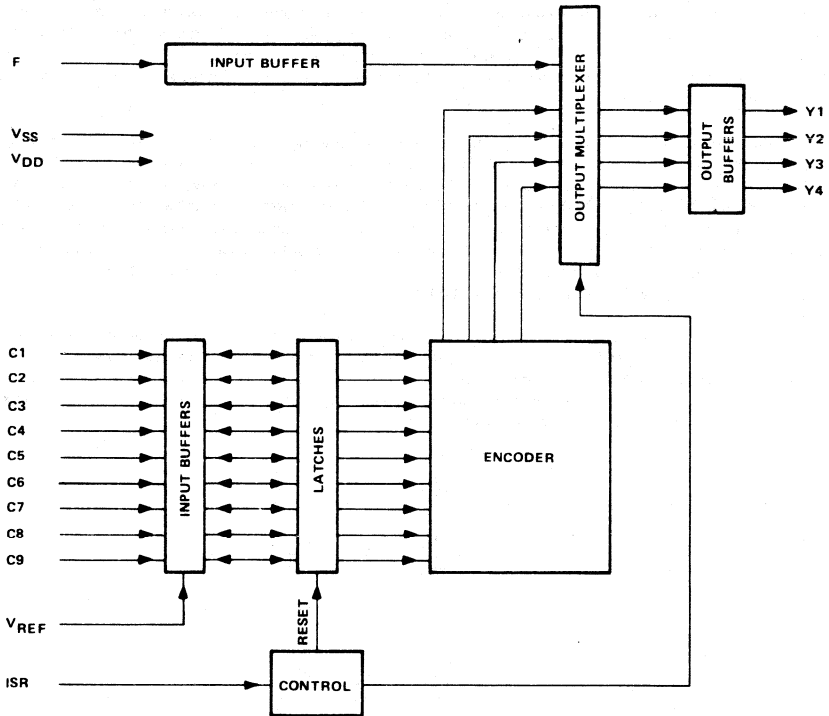 F
INPUT BUFFER
OUTPUT MULTIPLEXER
OUTPUT BUFFERS
Y1
Y2
Y3
Y4
VSS
VDD
C1
C2
C3
C4
C5
C6
C7
C8
C9
INPUT BUFFERS
LATCHES
ENCODER
VREF
RESET
ISR
CONTROL